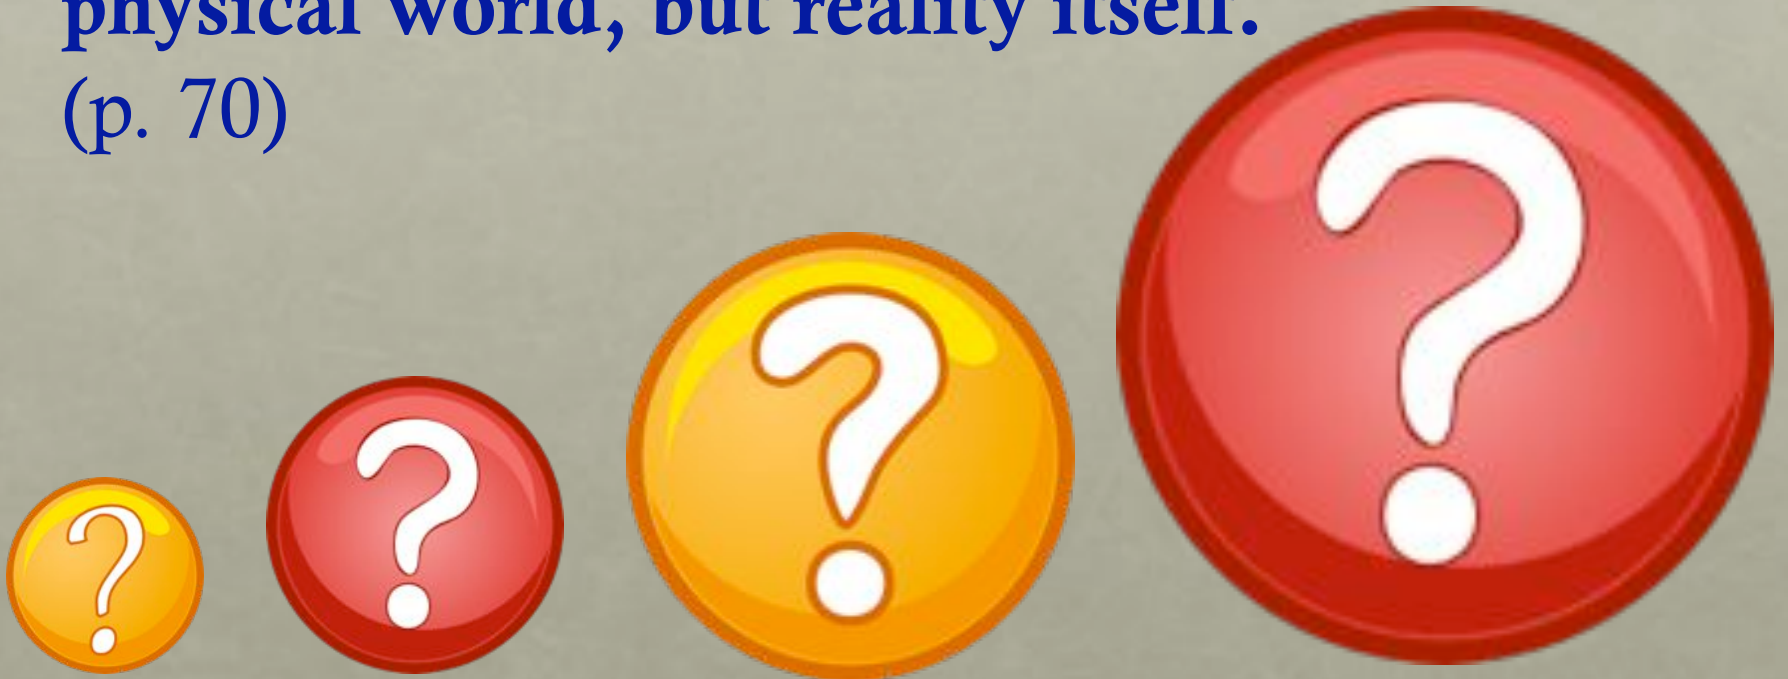 physical world, but reality itself.
(p. 70)
? ? ? ?